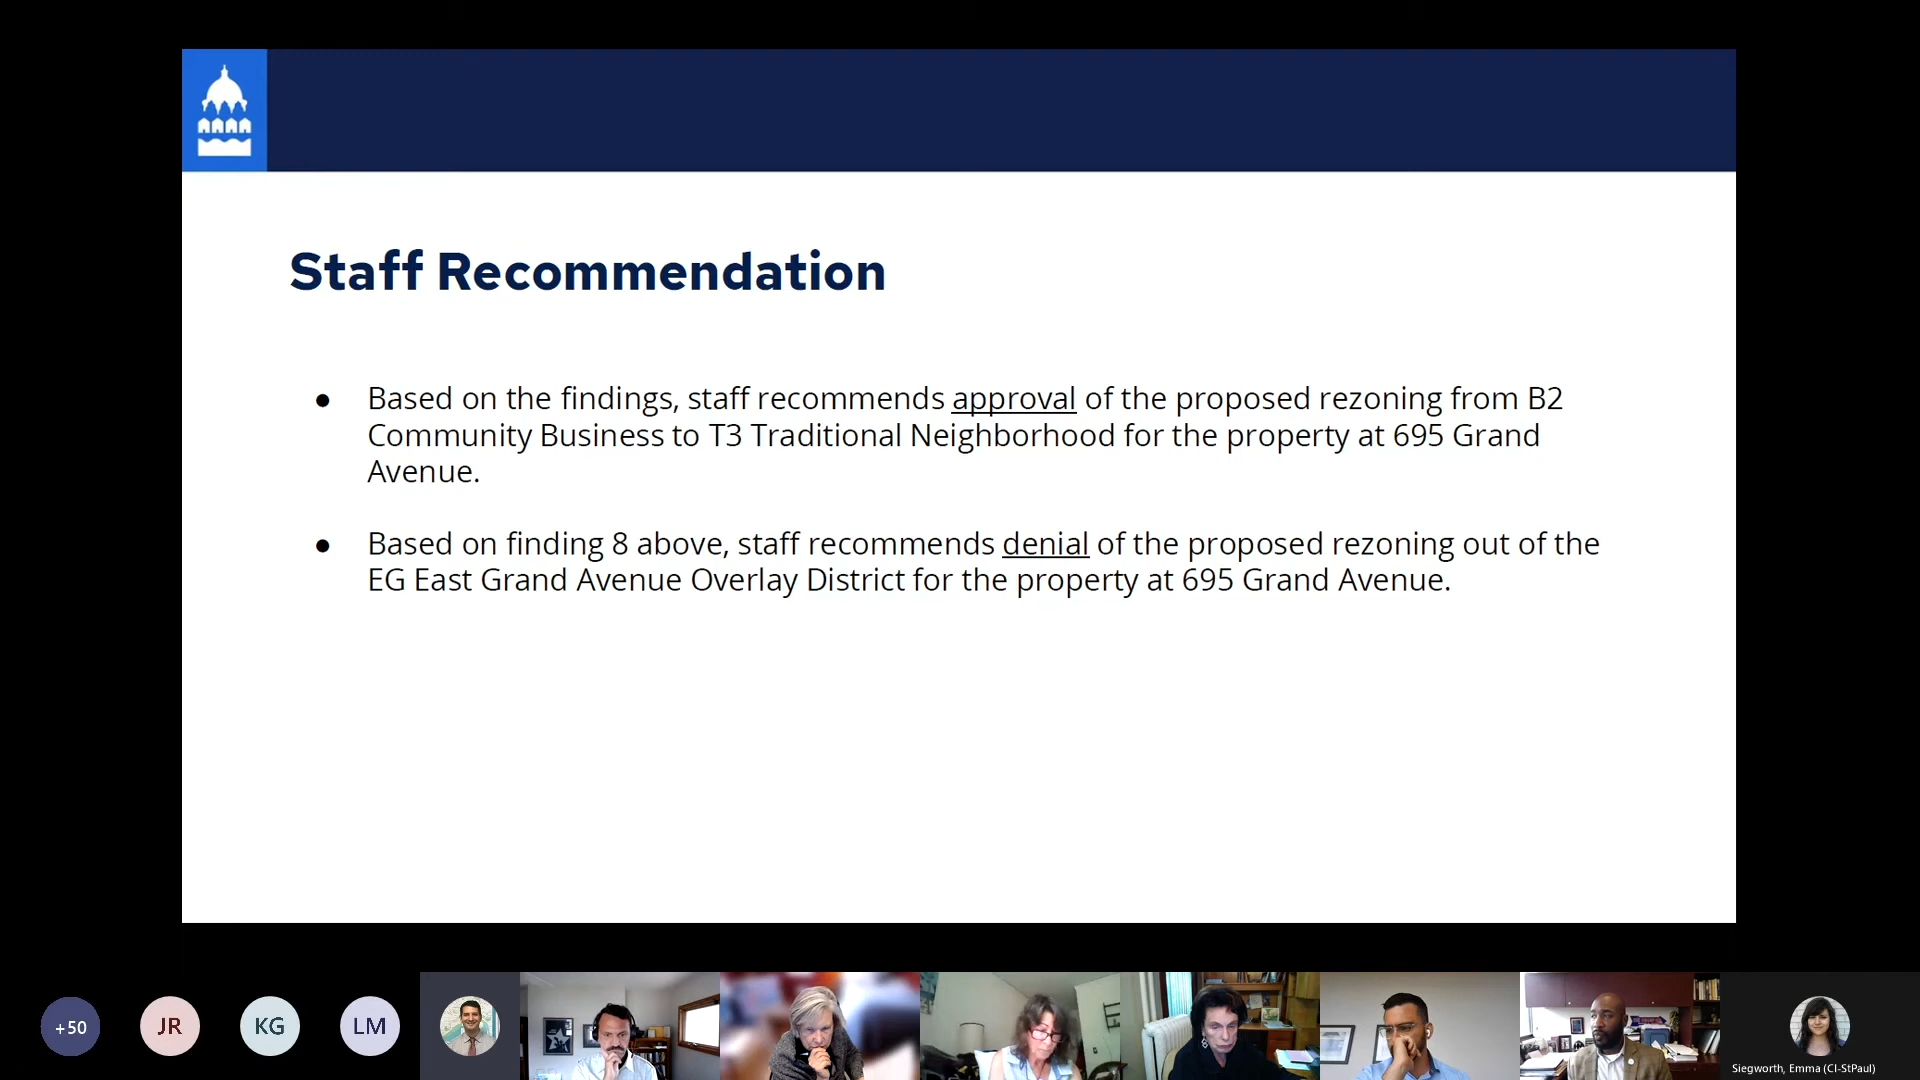 Staff Recommendation
● Based on the findings, staff recommends approval of the proposed rezoning from B2
Community Business to T3 Traditional Neighborhood for the property at 695 Grand
Avenue.
● Based on finding 8 above, staff recommends denial of the proposed rezoning out of the
EG East Grand Avenue Overlay District for the property at 695 Grand Avenue.
+50
JR
KG
LM
Siegworth, Emma (CI-StPaul)